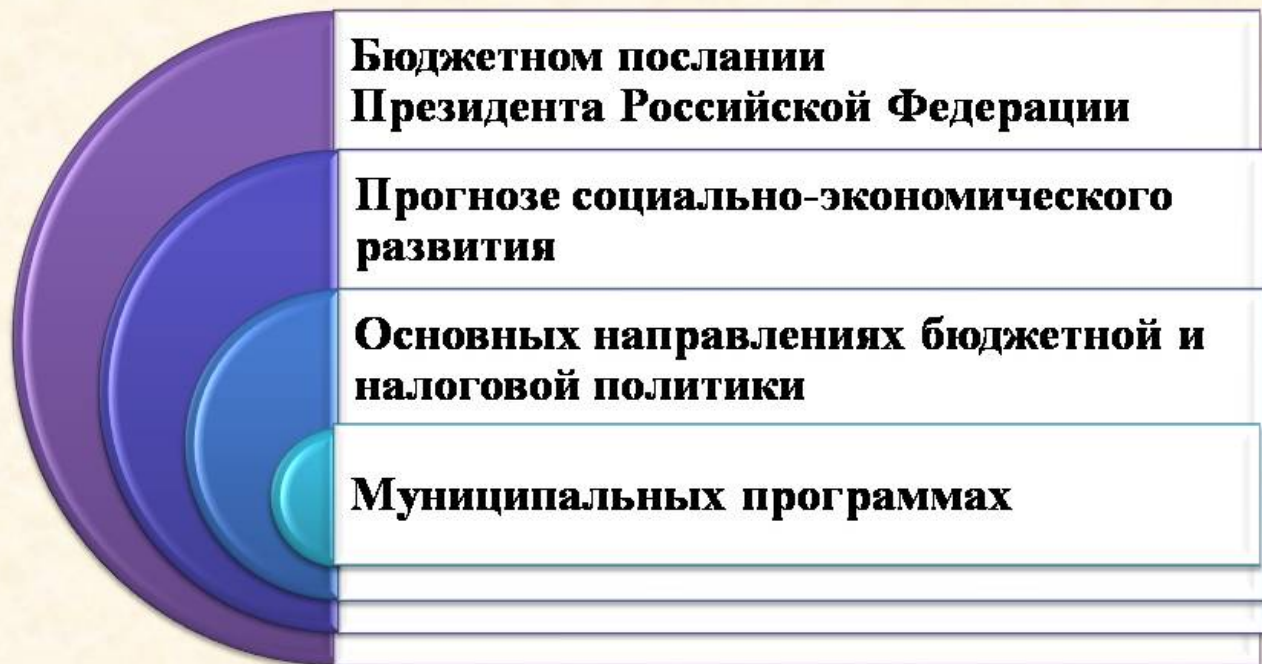 Бюджетном послании
Президента Российской Федерации
Прогнозе социально-экономического
развития
Основных направлениях бюджетной и
налоговой политики
Муниципальных программах